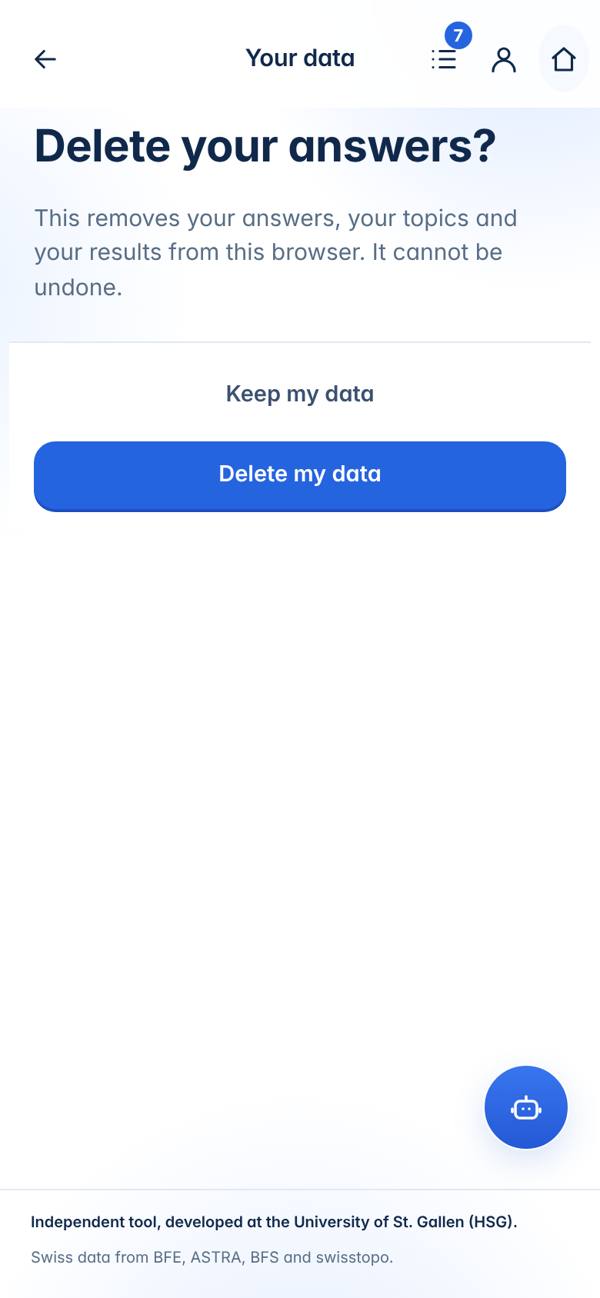 Your data
7
Delete your answers?
This removes your answers, your topics and
your results from this browser. It cannot be
undone.
Keep my data
Delete my data
Independent tool, developed at the University of St. Gallen (HSG).
Swiss data from BFE, ASTRA, BFS and swisstopo.